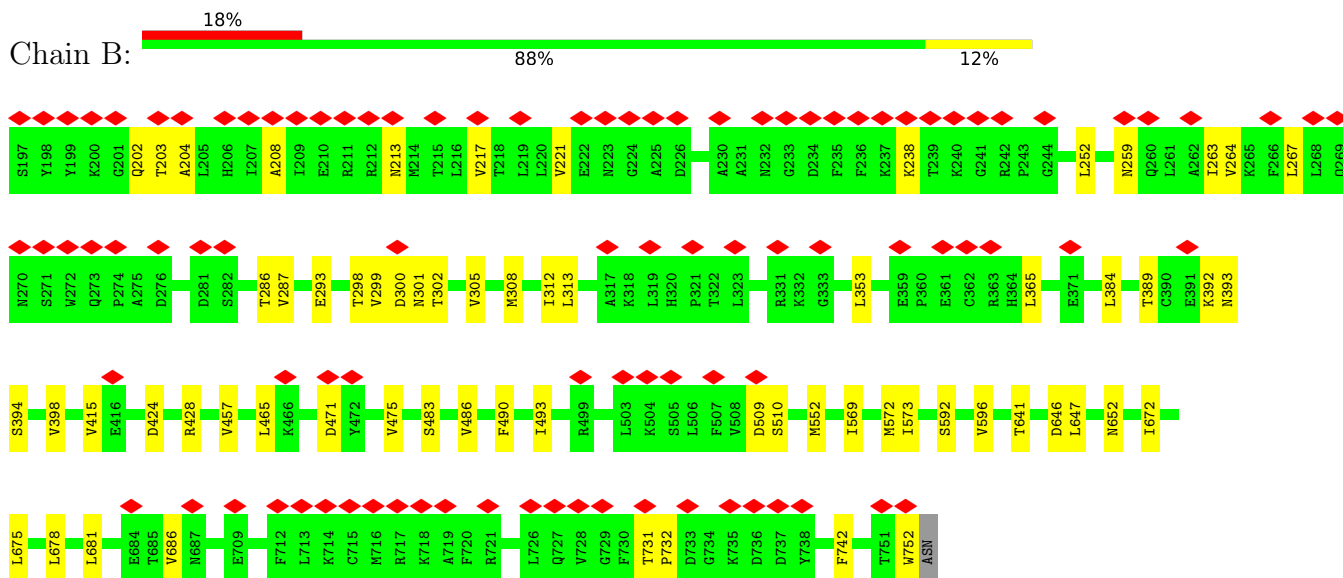 18%
Chain B:
88% 12%
S197 Y198 Y199 K200 G201 Q202 T203 A204 L205 H206 I207 A208 I209 E210 R211 R212 N213 M214 T215 L216 V217 T218 L219 L220 V221 E222 N223 G224 A225 D226 A230 A231 N232 G233 D234 F235 F236 K237 K238 T239 K240 G241 R242 P243 G244 L252 N259 Q260 L261 A262 I263 V264 K265 F266 L267 L268 Q269
N270 S271 W272 Q273 P274 A275 D276 D281 S282 T286 V287 E293 T298 V299 D300 N301 T302 V305 M308 I312 L313 A317 K318 L319 H320 P321 T322 L323 R331 K332 G333 L353 E359 P360 E361 C362 R363 H364 L365 E371 L384 T389 C390 E391 K392 N393
S394 V398 V415 E416 D424 R428 V457 L465 K466 D471 Y472 V475 S483 V486 F490 I493 R499 L503 K504 S505 L506 F507 V508 D509 S510 M552 I569 M572 I573 S592 V596 T641 D646 L647 N652 I672
L675 L678 L681 E684 T685 V686 N687 E709 F712 L713 K714 C715 M716 R717 K718 A719 F720 R721 L726 Q727 V728 G729 F730 T731 P732 D733 G734 K735 D736 D737 Y738 F742 T751 W752 ASN